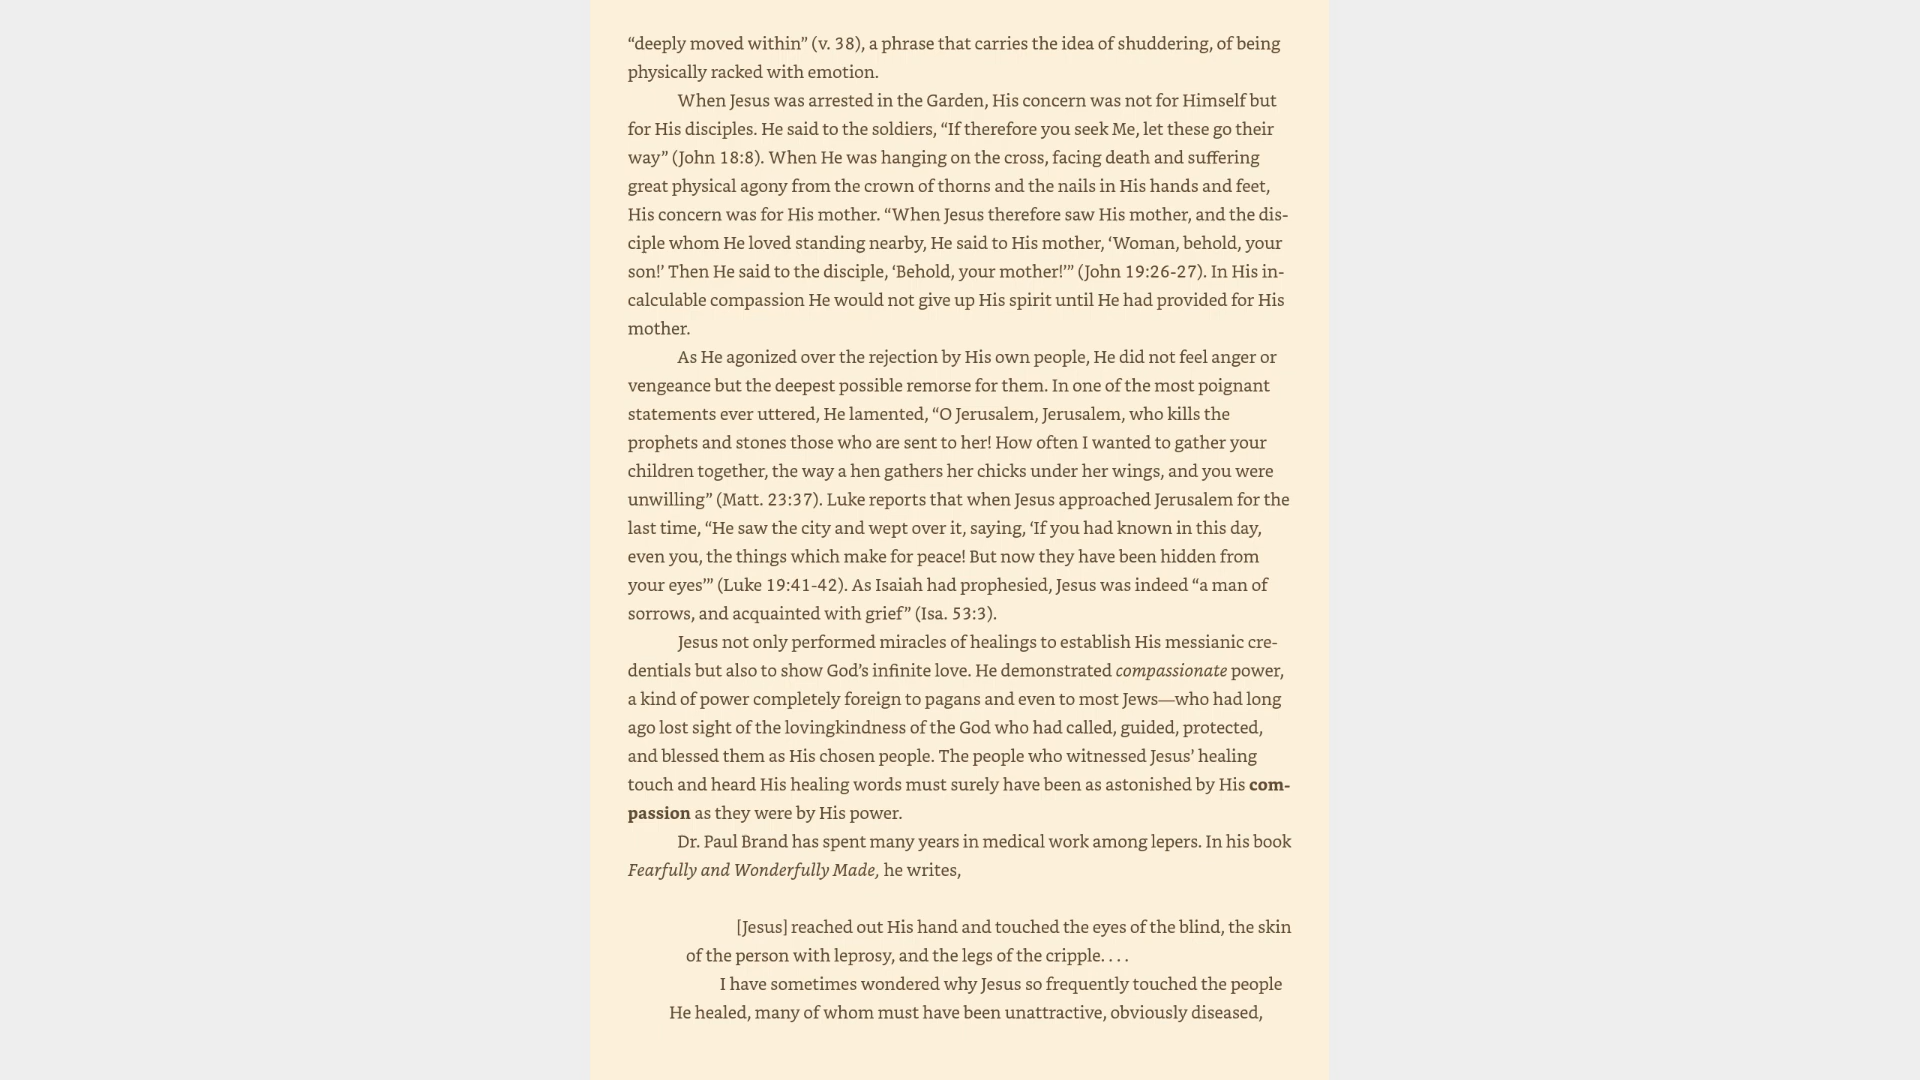 “deeply moved within” (v. 38), a phrase that carries the idea of shuddering, of being
physically racked with emotion.
When Jesus was arrested in the Garden, His concern was not for Himself but
for His disciples. He said to the soldiers, “If therefore you seek Me, let these go their
way” (John 18:8). When He was hanging on the cross, facing death and suffering
great physical agony from the crown of thorns and the nails in His hands and feet,
His concern was for His mother. “When Jesus therefore saw His mother, and the dis-
ciple whom He loved standing nearby, He said to His mother, ‘Woman, behold, your
son!’ Then He said to the disciple, ‘Behold, your mother!’” (John 19:26-27). In His in-
calculable compassion He would not give up His spirit until He had provided for His
mother.
As He agonized over the rejection by His own people, He did not feel anger or
vengeance but the deepest possible remorse for them. In one of the most poignant
statements ever uttered, He lamented, “O Jerusalem, Jerusalem, who kills the
prophets and stones those who are sent to her! How often I wanted to gather your
children together, the way a hen gathers her chicks under her wings, and you were
unwilling” (Matt. 23:37). Luke reports that when Jesus approached Jerusalem for the
last time, “He saw the city and wept over it, saying, ‘If you had known in this day,
even you, the things which make for peace! But now they have been hidden from
your eyes’” (Luke 19:41-42). As Isaiah had prophesied, Jesus was indeed “a man of
sorrows, and acquainted with grief” (Isa. 53:3).
Jesus not only performed miracles of healings to establish His messianic cre-
dentials but also to show God’s infinite love. He demonstrated compassionate power,
a kind of power completely foreign to pagans and even to most Jews—who had long
ago lost sight of the lovingkindness of the God who had called, guided, protected,
and blessed them as His chosen people. The people who witnessed Jesus’ healing
touch and heard His healing words must surely have been as astonished by His com-
passion as they were by His power.
Dr. Paul Brand has spent many years in medical work among lepers. In his book
Fearfully and Wonderfully Made, he writes,
[Jesus] reached out His hand and touched the eyes of the blind, the skin
of the person with leprosy, and the legs of the cripple. . . .
I have sometimes wondered why Jesus so frequently touched the people
He healed, many of whom must have been unattractive, obviously diseased,